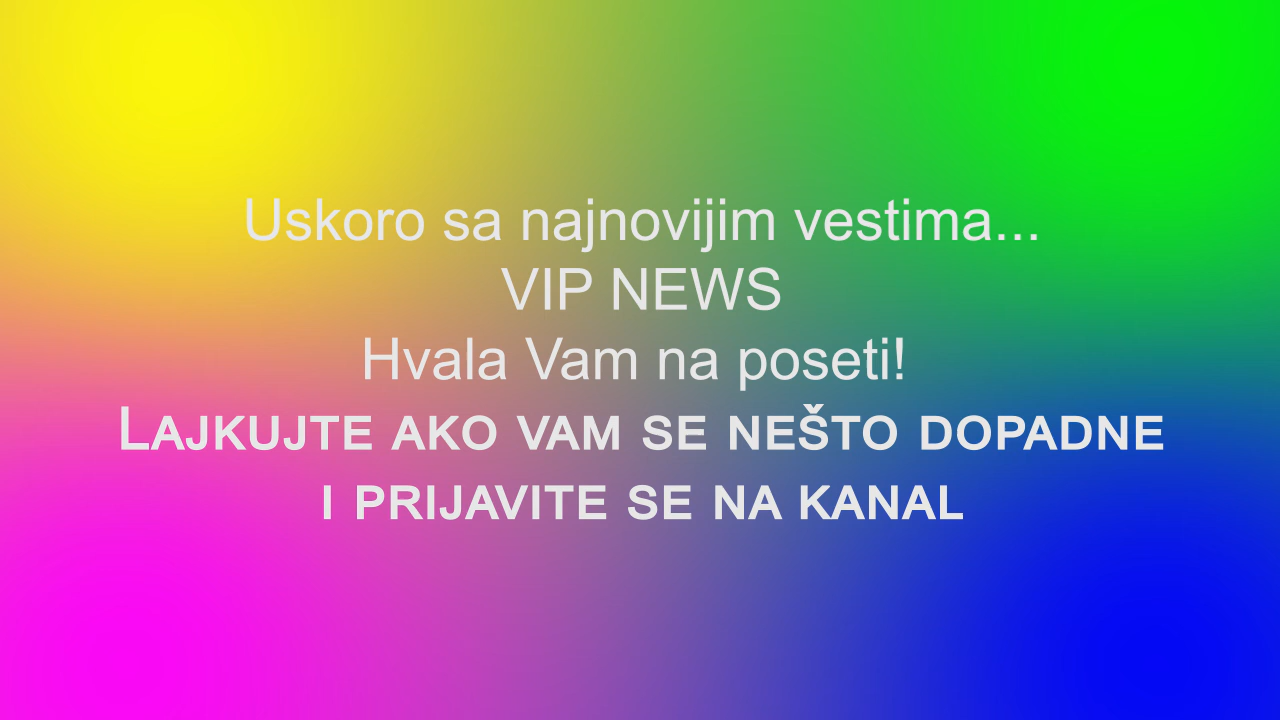 Uskoro sa najnovijim vestima...
VIP NEWS
Hvala Vam na poseti!
LAJKUJTE AKO VAM SE NEŠTO DOPADNE
I PRIJAVITE SE NA KANAL